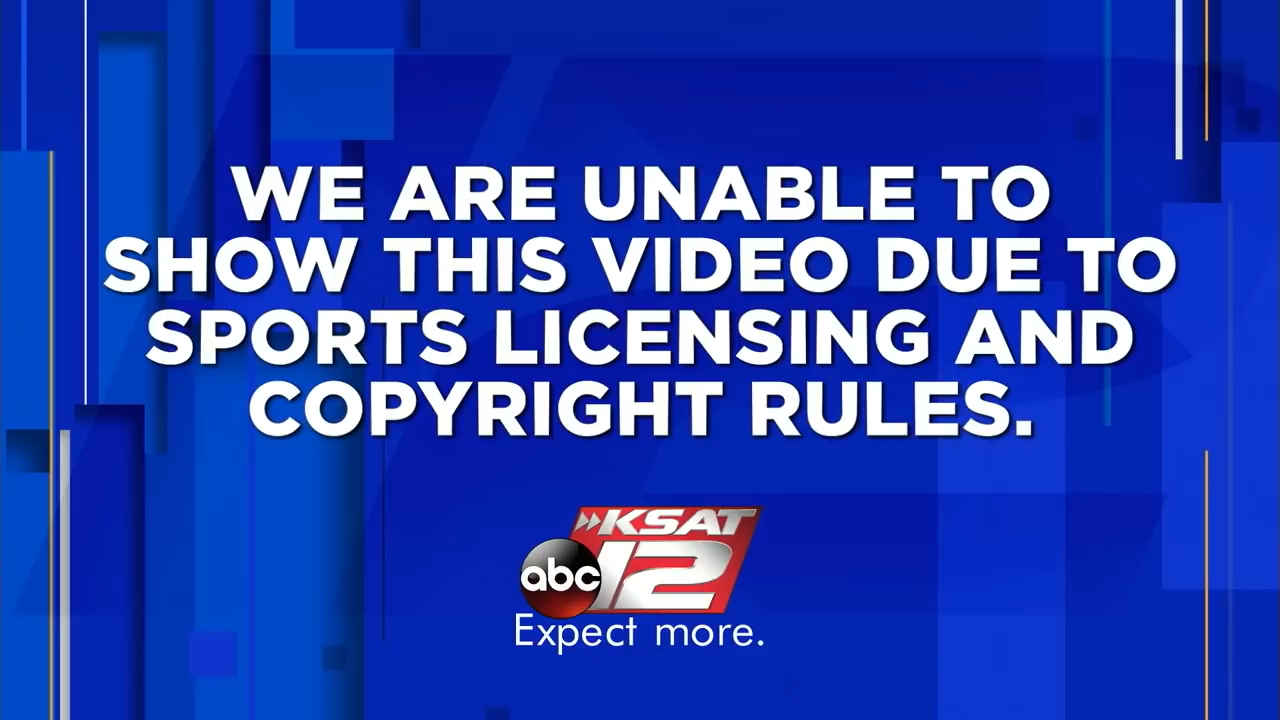 WE ARE UNABLE TO
SHOW THIS VIDEO DUE TO
SPORTS LICENSING AND
COPYRIGHT RULES.
KSAT
abc 12
Expect more.